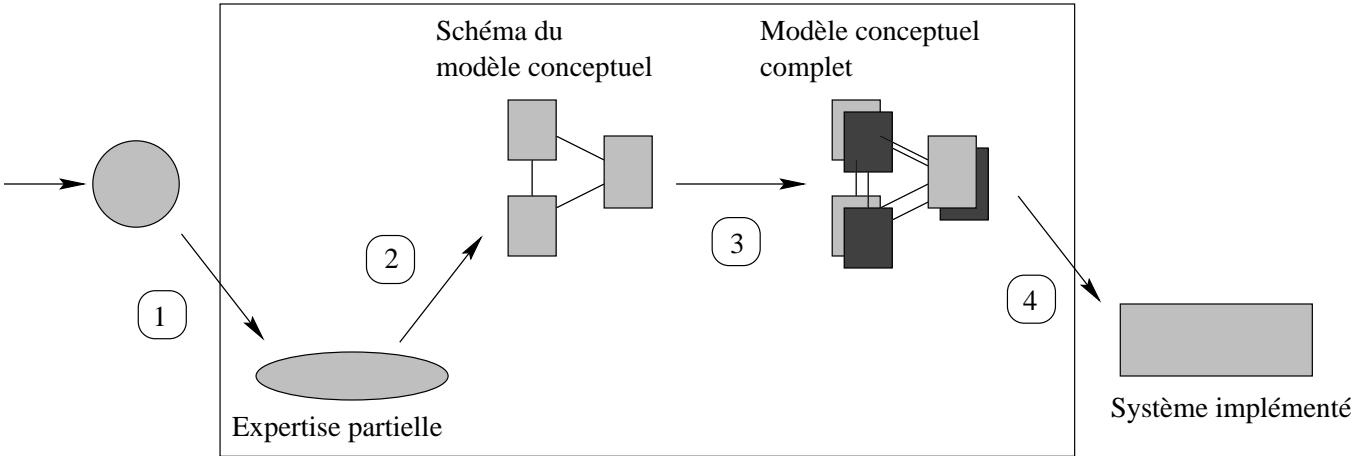 Schéma du
modèle conceptuel
Modèle conceptuel
complet
1
2
3
4
Expertise partielle
Système implémenté